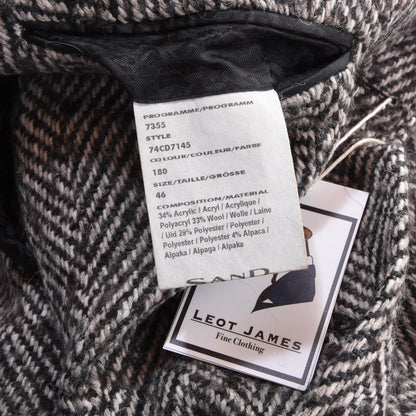 PROGRAMME/PROGRAMM
7355
STYLE
74CD7145
COLOUR/COULEUR/FARBE
180
SIZE/TAILLE/GRÖSSE
46
COMPOSITION/MATERIAL
34% Acrylic / Acryl / Acrylique /
Polyacryl 33% Wool / Wolle / Laine
/ Uld 29% Polyester / Polyester /
Polyester / Polyester 4% Alpaca /
Alpaka / Alpaga / Alpaka
SAND
LEOT JAMES
Fine Clothing